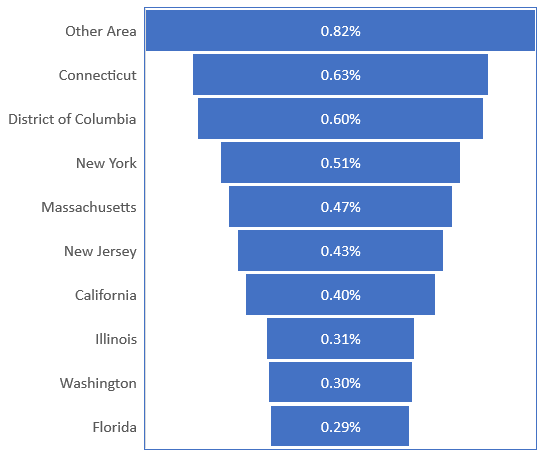 Other Area 0.82%
Connecticut 0.63%
District of Columbia 0.60%
New York 0.51%
Massachusetts 0.47%
New Jersey 0.43%
California 0.40%
Illinois 0.31%
Washington 0.30%
Florida 0.29%